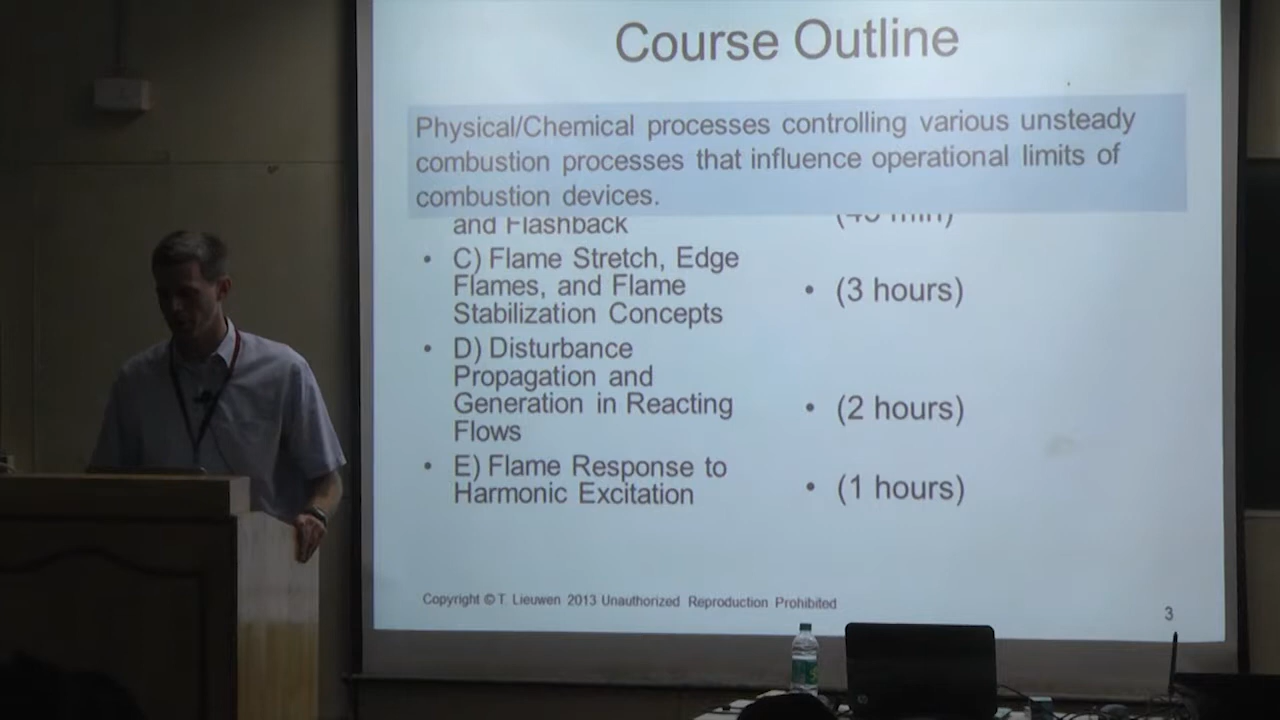 Course Outline
Physical/Chemical processes controlling various unsteady
combustion processes that influence operational limits of
combustion devices.
and Flashback
• C) Flame Stretch, Edge
Flames, and Flame
Stabilization Concepts
• (3 hours)
• D) Disturbance
Propagation and
Generation in Reacting
Flows
• (2 hours)
• E) Flame Response to
Harmonic Excitation
• (1 hours)
Copyright © T. Lieuwen 2013 Unauthorized Reproduction Prohibited
3